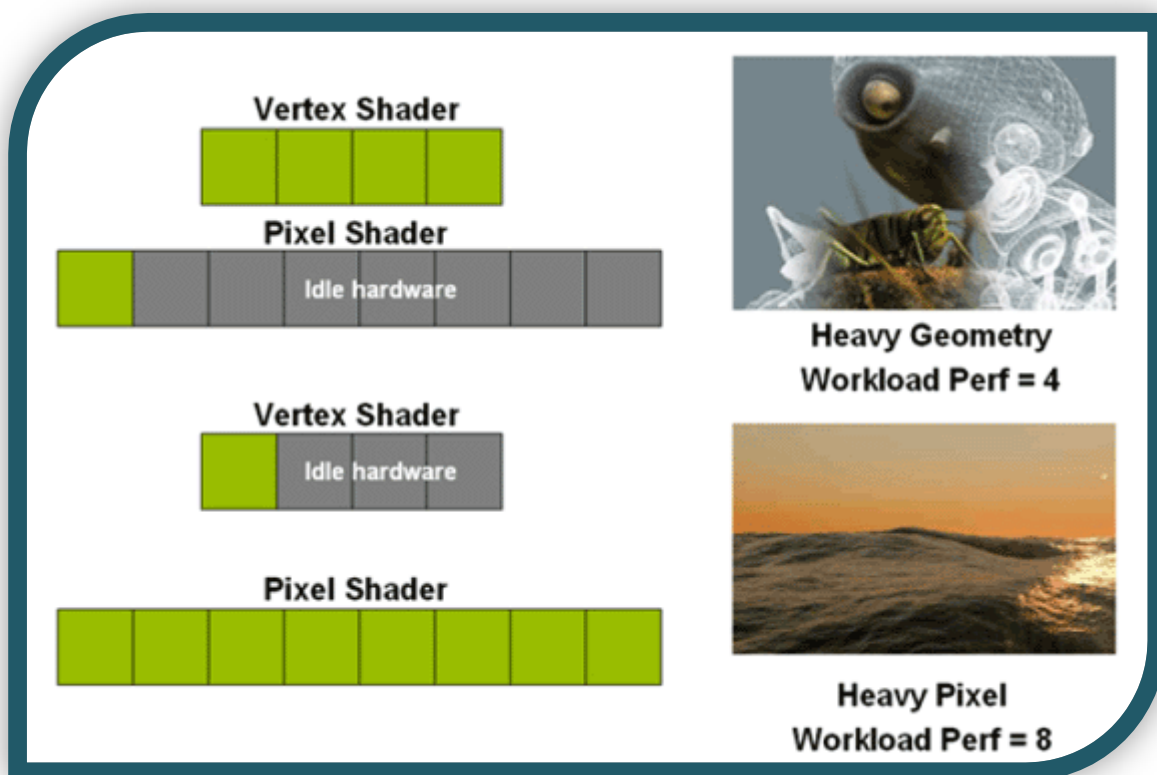 Vertex Shader
Pixel Shader
Idle hardware
Heavy Geometry
Workload Perf = 4
Vertex Shader
Idle hardware
Pixel Shader
Heavy Pixel
Workload Perf = 8